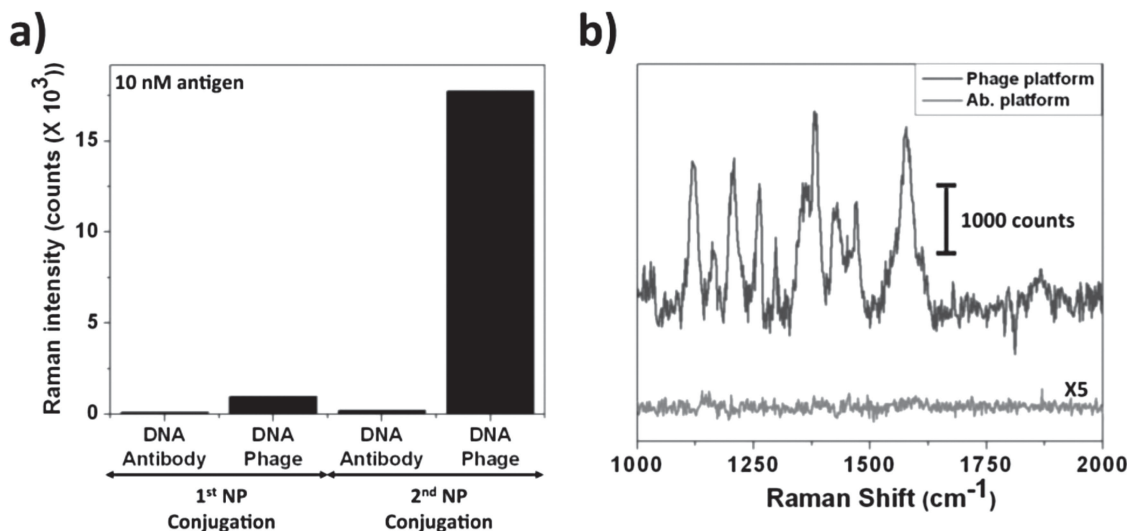 a)
10 nM antigen
Raman intensity (counts (X 10³))
15
10
5
0
DNA Antibody
DNA Phage
DNA Antibody
DNA Phage
1st NP Conjugation
2nd NP Conjugation
b)
Phage platform
Ab. platform
1000 counts
X5
1000 1250 1500 1750 2000
Raman Shift (cm⁻¹)